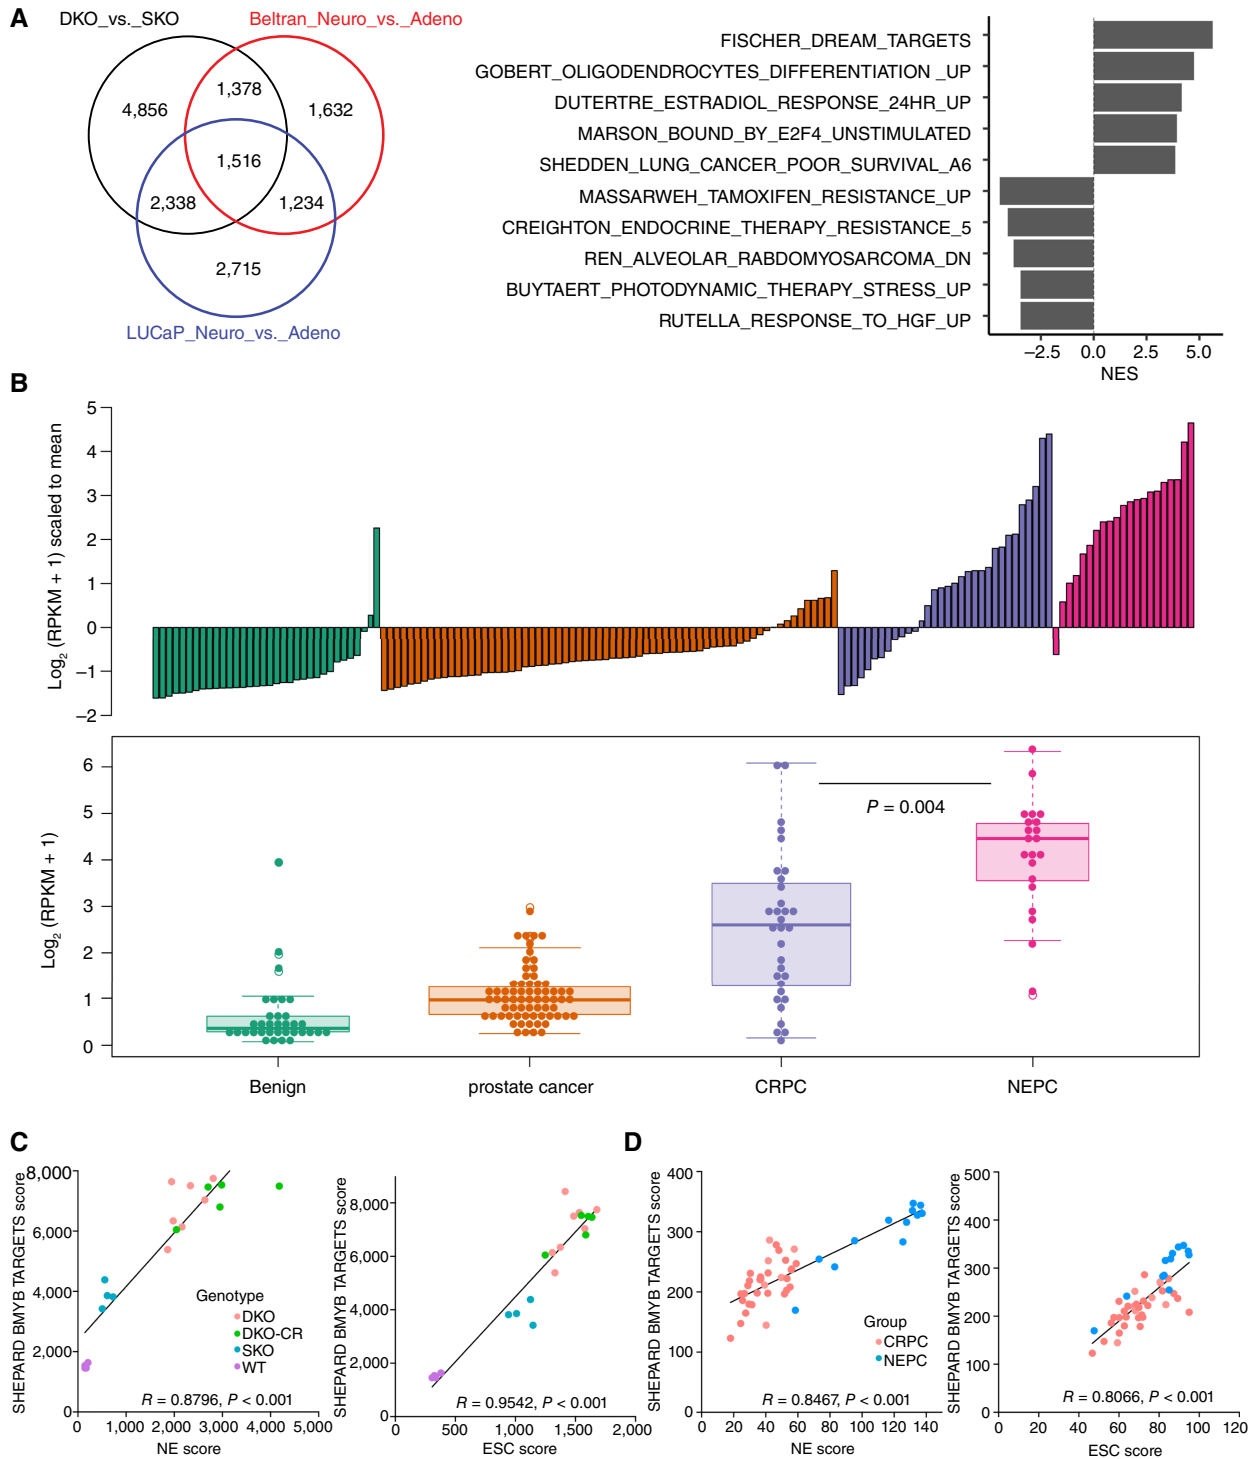 A
DKO_vs._SKO
Beltran_Neuro_vs._Adeno
4,856
1,378
1,632
1,516
2,338
1,234
2,715
LUCaP_Neuro_vs._Adeno
FISCHER_DREAM_TARGETS
GOBERT_OLIGODENDROCYTES_DIFFERENTIATION _UP
DUTERTRE_ESTRADIOL_RESPONSE_24HR_UP
MARSON_BOUND_BY_E2F4_UNSTIMULATED
SHEDDEN_LUNG_CANCER_POOR_SURVIVAL_A6
MASSARWEH_TAMOXIFEN_RESISTANCE_UP
CREIGHTON_ENDOCRINE_THERAPY_RESISTANCE_5
REN_ALVEOLAR_RABDOMYOSARCOMA_DN
BUYTAERT_PHOTODYNAMIC_THERAPY_STRESS_UP
RUTELLA_RESPONSE_TO_HGF_UP
−2.5 0.0 2.5 5.0
NES
B
Log2 (RPKM + 1) scaled to mean
5
4
3
2
1
0
−1
−2
Log2 (RPKM + 1)
6
5
4
3
2
1
0
P = 0.004
Benign prostate cancer CRPC NEPC
C
SHEPARD BMYB TARGETS score
8,000
6,000
4,000
2,000
0
Genotype
DKO
DKO-CR
SKO
WT
R = 0.8796, P < 0.001
0 1,000 2,000 3,000 4,000 5,000
NE score
SHEPARD BMYB TARGETS score
8,000
6,000
4,000
2,000
0
R = 0.9542, P < 0.001
0 500 1,000 1,500 2,000
ESC score
D
SHEPARD BMYB TARGETS score
400
300
200
100
0
Group
CRPC
NEPC
R = 0.8467, P < 0.001
0 20 40 60 80 100 120 140
NE score
SHEPARD BMYB TARGETS score
500
400
300
200
100
0
R = 0.8066, P < 0.001
0 20 40 60 80 100 120
ESC score